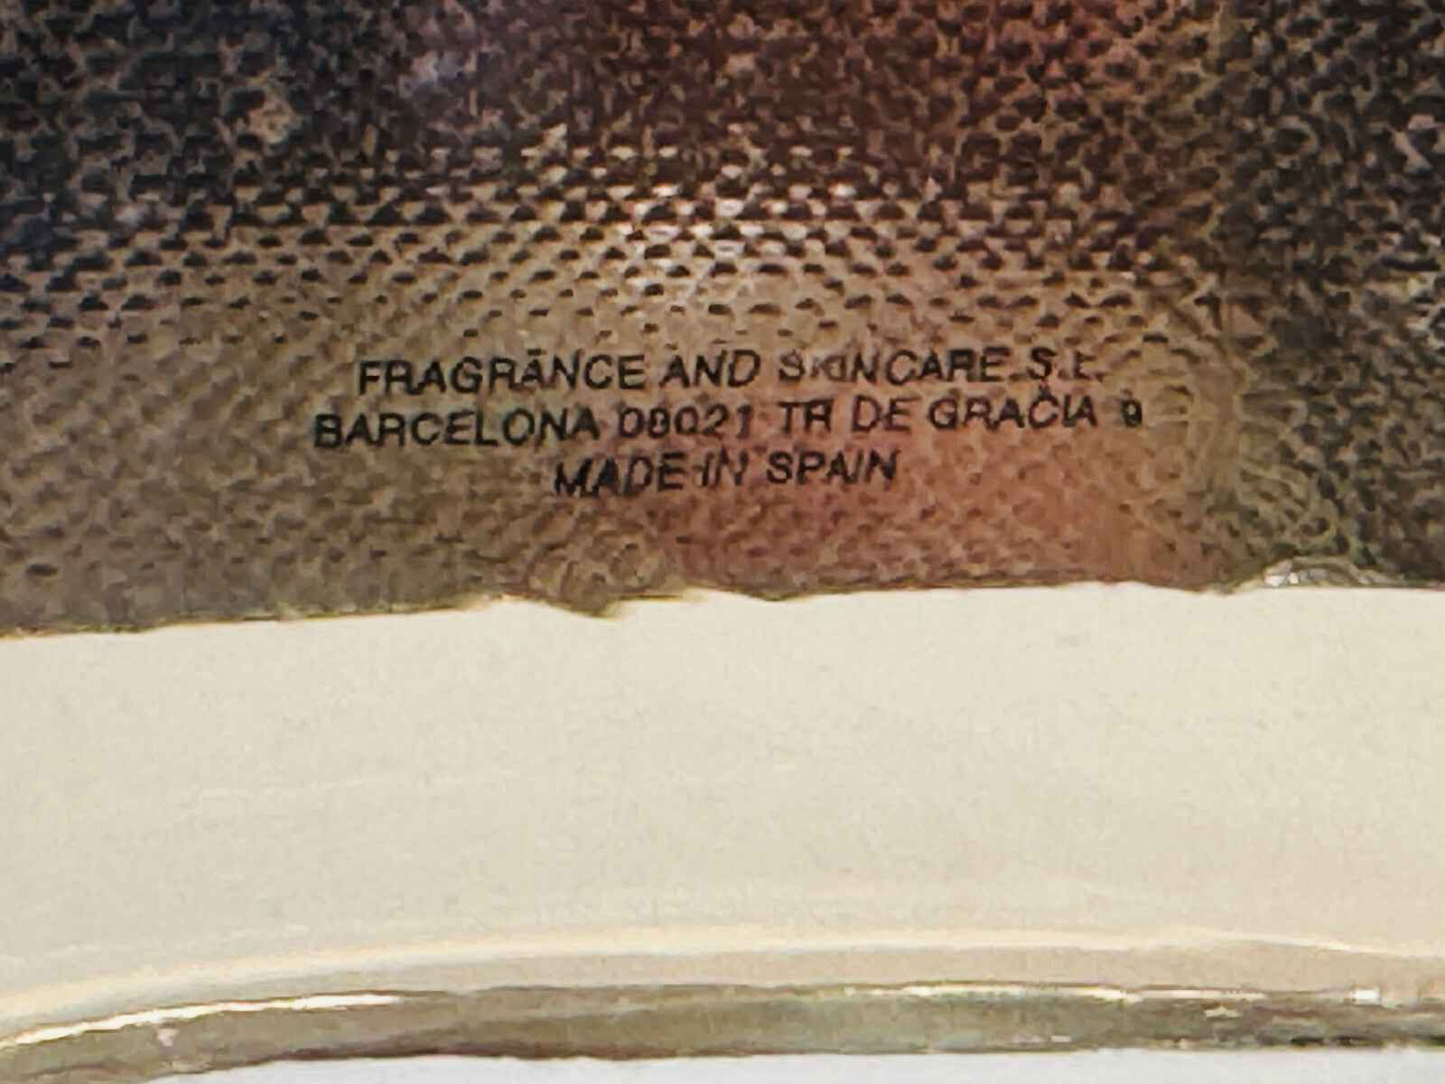 FRAGRANCE AND SKINCARE S.L.
BARCELONA 08021 TR DE GRACIA 9
MADE IN SPAIN